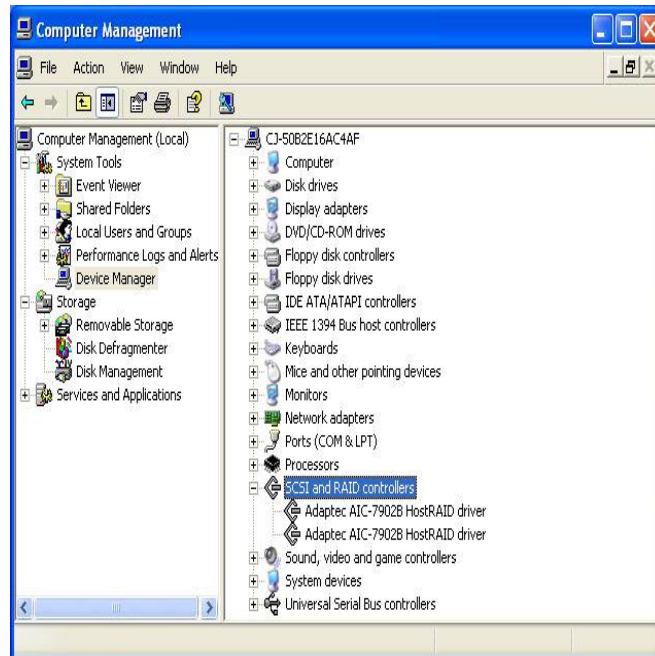 Computer Management
File Action View Window Help
Computer Management (Local)
System Tools
Event Viewer
Shared Folders
Local Users and Groups
Performance Logs and Alerts
Device Manager
Storage
Removable Storage
Disk Defragmenter
Disk Management
Services and Applications
CJ-50B2E16AC4AF
Computer
Disk drives
Display adapters
DVD/CD-ROM drives
Floppy disk controllers
Floppy disk drives
IDE ATA/ATAPI controllers
IEEE 1394 Bus host controllers
Keyboards
Mice and other pointing devices
Monitors
Network adapters
Ports (COM & LPT)
Processors
SCSI and RAID controllers
Adaptec AIC-7902B HostRAID driver
Adaptec AIC-7902B HostRAID driver
Sound, video and game controllers
System devices
Universal Serial Bus controllers